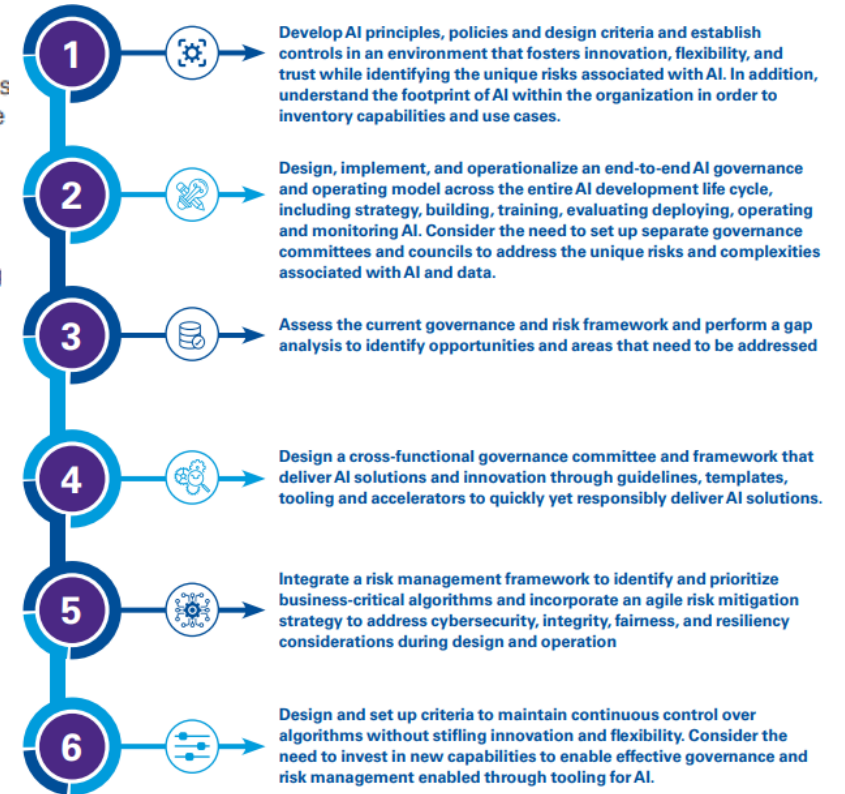 s
e
1
Develop AI principles, policies and design criteria and establish
controls in an environment that fosters innovation, flexibility, and
trust while identifying the unique risks associated with AI. In addition,
understand the footprint of AI within the organization in order to
inventory capabilities and use cases.
2
Design, implement, and operationalize an end-to-end AI governance
and operating model across the entire AI development life cycle,
including strategy, building, training, evaluating deploying, operating
and monitoring AI. Consider the need to set up separate governance
committees and councils to address the unique risks and complexities
associated with AI and data.
3
Assess the current governance and risk framework and perform a gap
analysis to identify opportunities and areas that need to be addressed
4
Design a cross-functional governance committee and framework that
deliver AI solutions and innovation through guidelines, templates,
tooling and accelerators to quickly yet responsibly deliver AI solutions.
5
Integrate a risk management framework to identify and prioritize
business-critical algorithms and incorporate an agile risk mitigation
strategy to address cybersecurity, integrity, fairness, and resiliency
considerations during design and operation
6
Design and set up criteria to maintain continuous control over
algorithms without stifling innovation and flexibility. Consider the
need to invest in new capabilities to enable effective governance and
risk management enabled through tooling for AI.